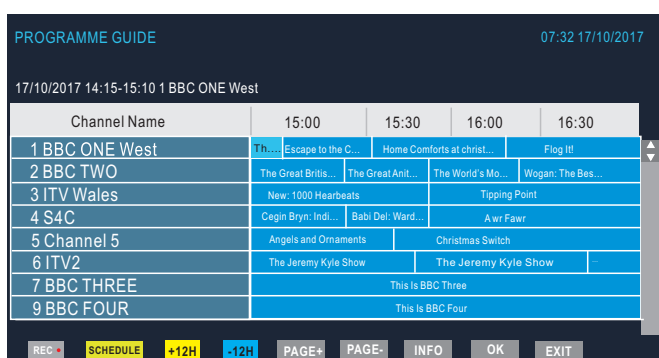 PROGRAMME GUIDE 07:32 17/10/2017
17/10/2017 14:15-15:10 1 BBC ONE West
Channel Name 15:00 15:30 16:00 16:30
1 BBC ONE West Th.... Escape to the C... Home Comforts at christ... Flog It!
2 BBC TWO The Great Britis... The Great Anit... The World's Mo... Wogan: The Bes...
3 ITV Wales New: 1000 Hearbeats Tipping Point
4 S4C Cegin Bryn: Indi... Babi Del: Ward... A wr Fawr
5 Channel 5 Angels and Ornaments Christmas Switch
6 ITV2 The Jeremy Kyle Show The Jeremy Kyle Show ...
7 BBC THREE This Is BBC Three
9 BBC FOUR This Is BBC Four
REC SCHEDULE +12H -12H PAGE+ PAGE- INFO OK EXIT